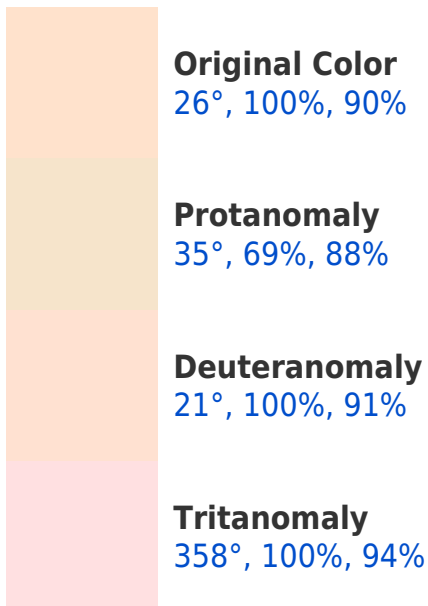 Original Color
26°, 100%, 90%
Protanomaly
35°, 69%, 88%
Deuteranomaly
21°, 100%, 91%
Tritanomaly
358°, 100%, 94%